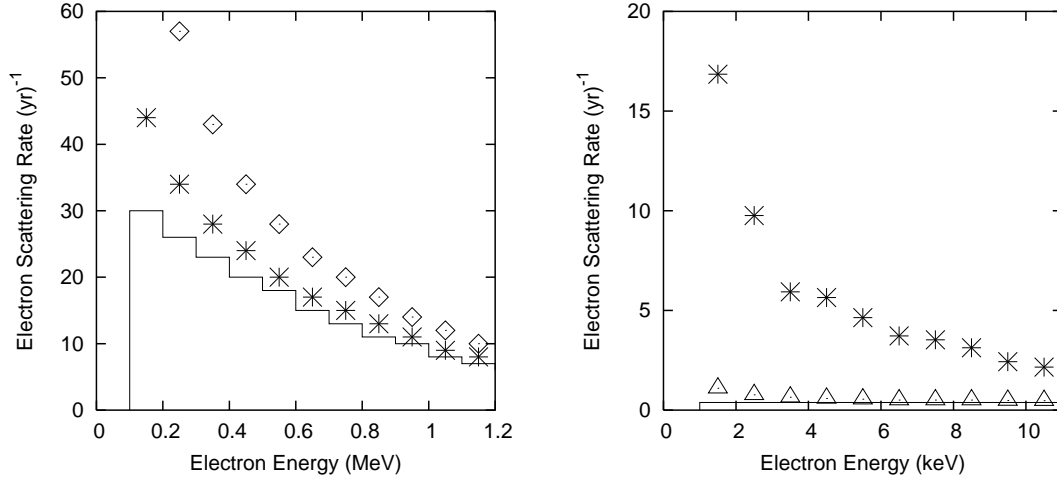 Electron Scattering Rate (yr)-1
60
50
40
30
20
10
0
0 0.2 0.4 0.6 0.8 1 1.2
Electron Energy (MeV)
Electron Scattering Rate (yr)-1
20
15
10
5
0
0 2 4 6 8 10
Electron Energy (keV)